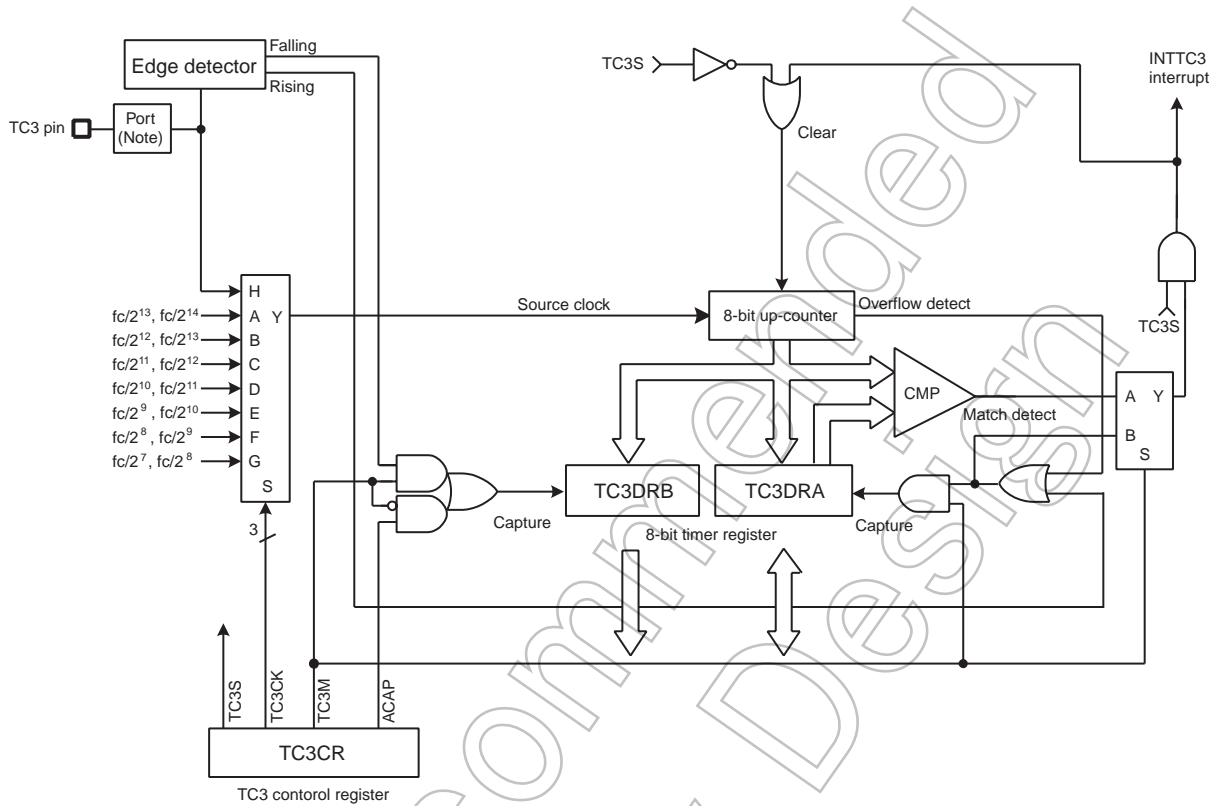 Falling
Edge detector
Rising
TC3 pin
Port
(Note)
TC3S
Clear
INTTC3
interrupt
TC3S
H
fc/2¹³, fc/2¹⁴ A Y
fc/2¹², fc/2¹³ B
fc/2¹¹, fc/2¹² C
fc/2¹⁰, fc/2¹¹ D
fc/2⁹, fc/2¹⁰ E
fc/2⁸, fc/2⁹ F
fc/2⁷, fc/2⁸ G
S
3
Source clock
8-bit up-counter
Overflow detect
CMP
Match detect
A Y
B
S
Capture
TC3DRB
TC3DRA
Capture
8-bit timer register
TC3S
TC3CK
TC3M
ACAP
TC3CR
TC3 contorol register
ommended
Design